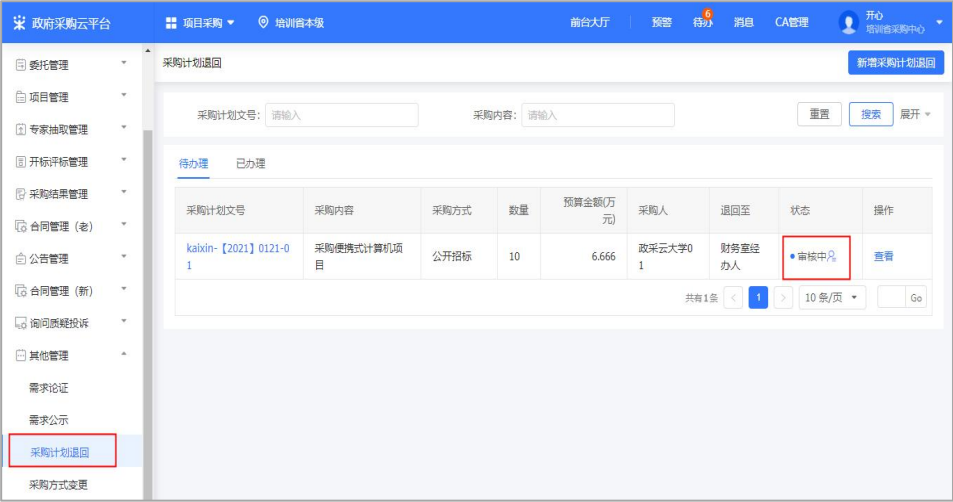 政府采购云平台
项目采购
培训省本级
前台大厅
预警
待办
6
消息
CA管理
开心
培训省采购中心
委托管理
项目管理
专家抽取管理
开标评标管理
采购结果管理
合同管理（老）
公告管理
合同管理（新）
询问质疑投诉
其他管理
需求论证
需求公示
采购计划退回
采购方式变更
采购计划退回
新增采购计划退回
采购计划文号： 请输入
采购内容： 请输入
重置
搜索
展开
待办理
已办理
采购计划文号 采购内容 采购方式 数量 预算金额(万
元) 采购人 退回至 状态 操作
kaixin-【2021】0121-0
1
采购便携式计算机项
目
公开招标
10
6.666
政采云大学0
1
财务室经
办人
审核中
查看
共有1条 < 1 > 10 条/页 Go